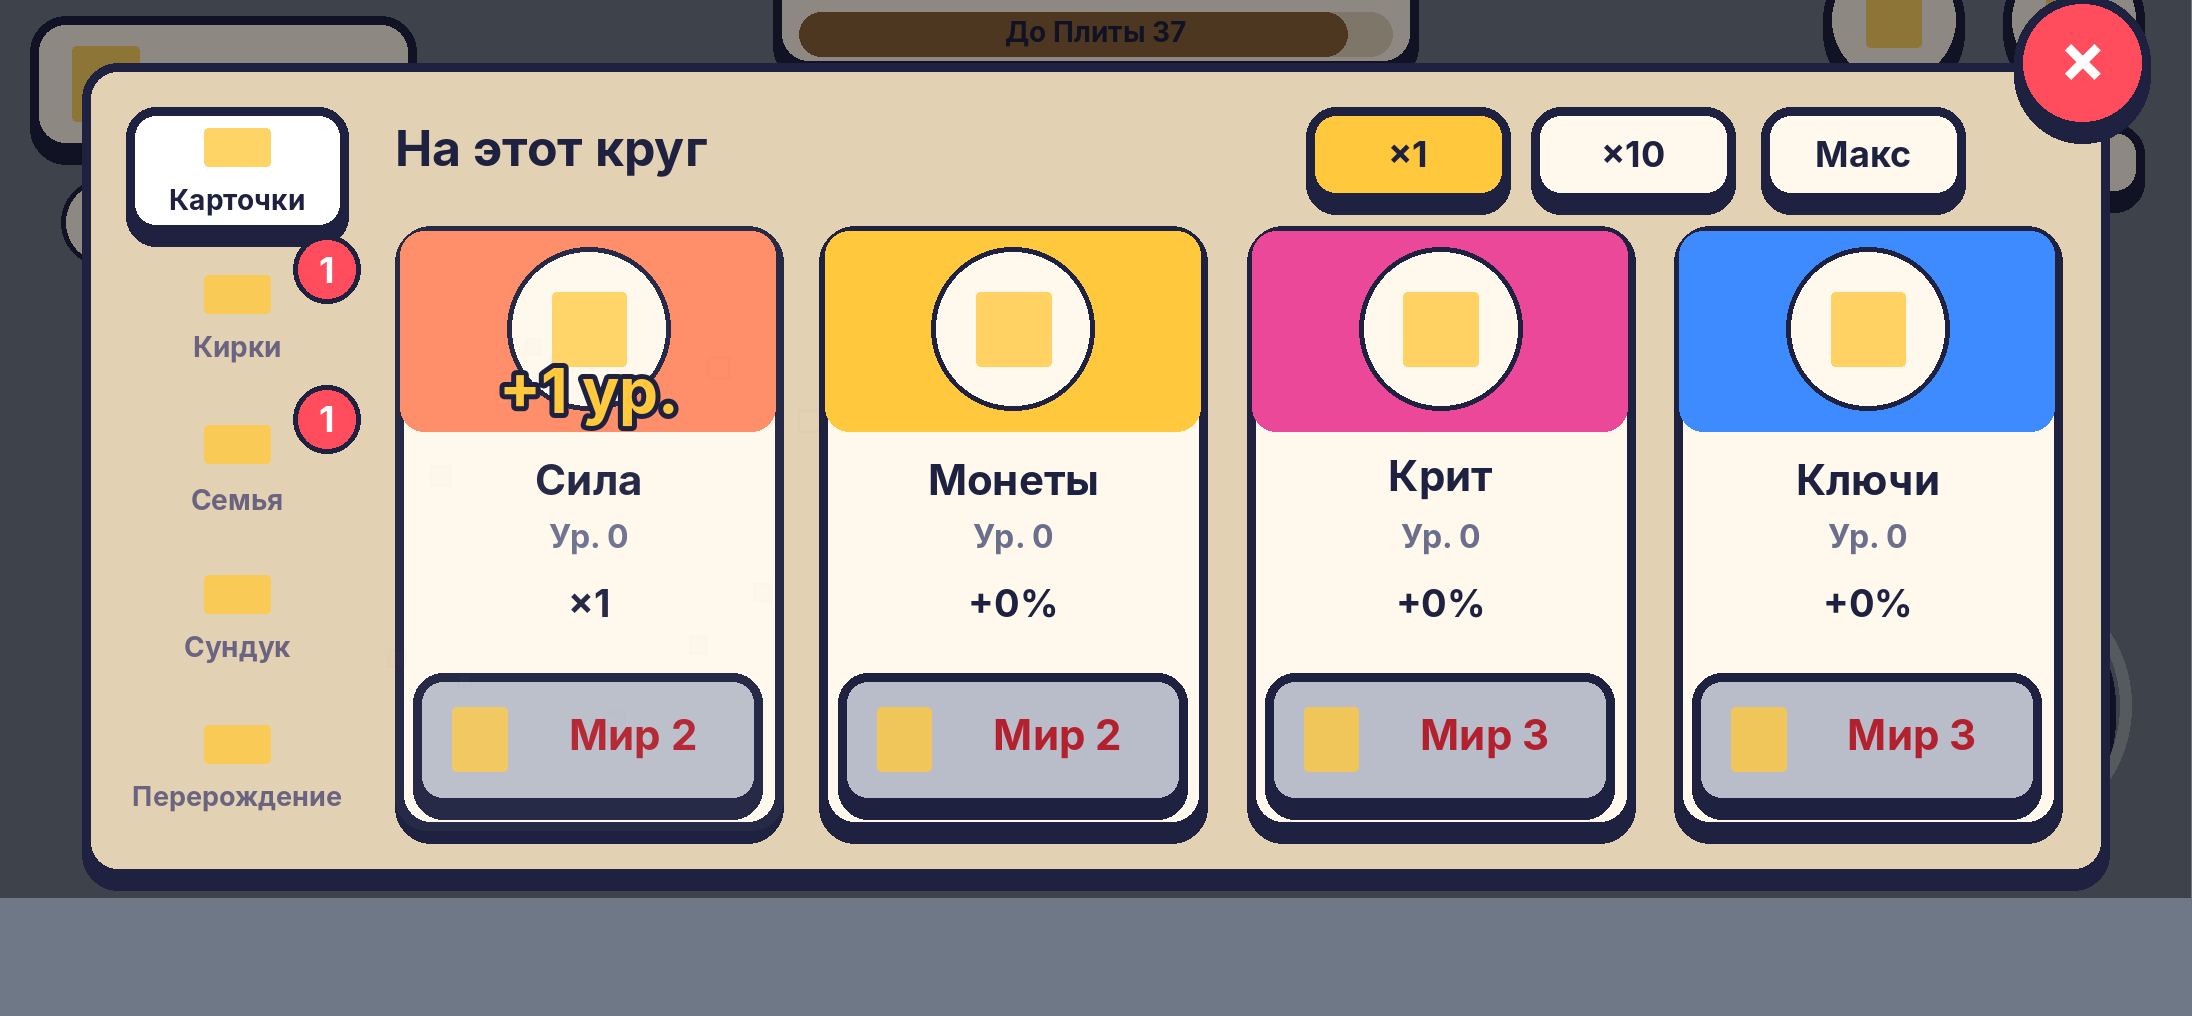 До Плиты 37
×
Карточки
1
Кирки
1
Семья
Сундук
Перерождение
На этот круг
×1
×10
Макс
+1 ур.
Сила
Ур. 0
×1
Мир 2
Монеты
Ур. 0
+0%
Мир 2
Крит
Ур. 0
+0%
Мир 3
Ключи
Ур. 0
+0%
Мир 3